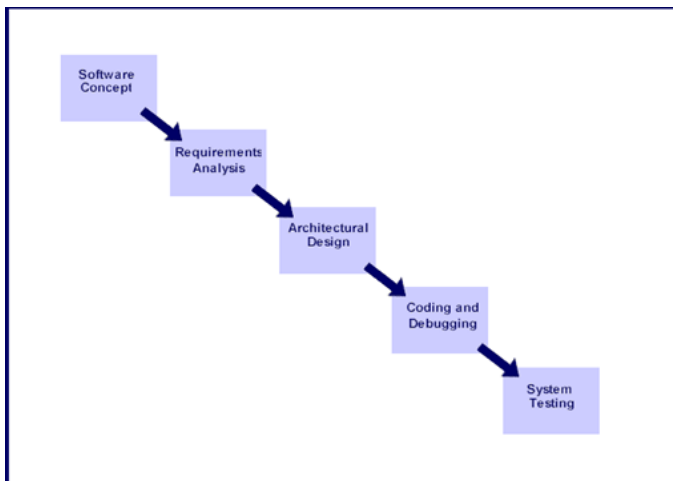 Software
Concept
Requirements
Analysis
Architectural
Design
Coding and
Debugging
System
Testing